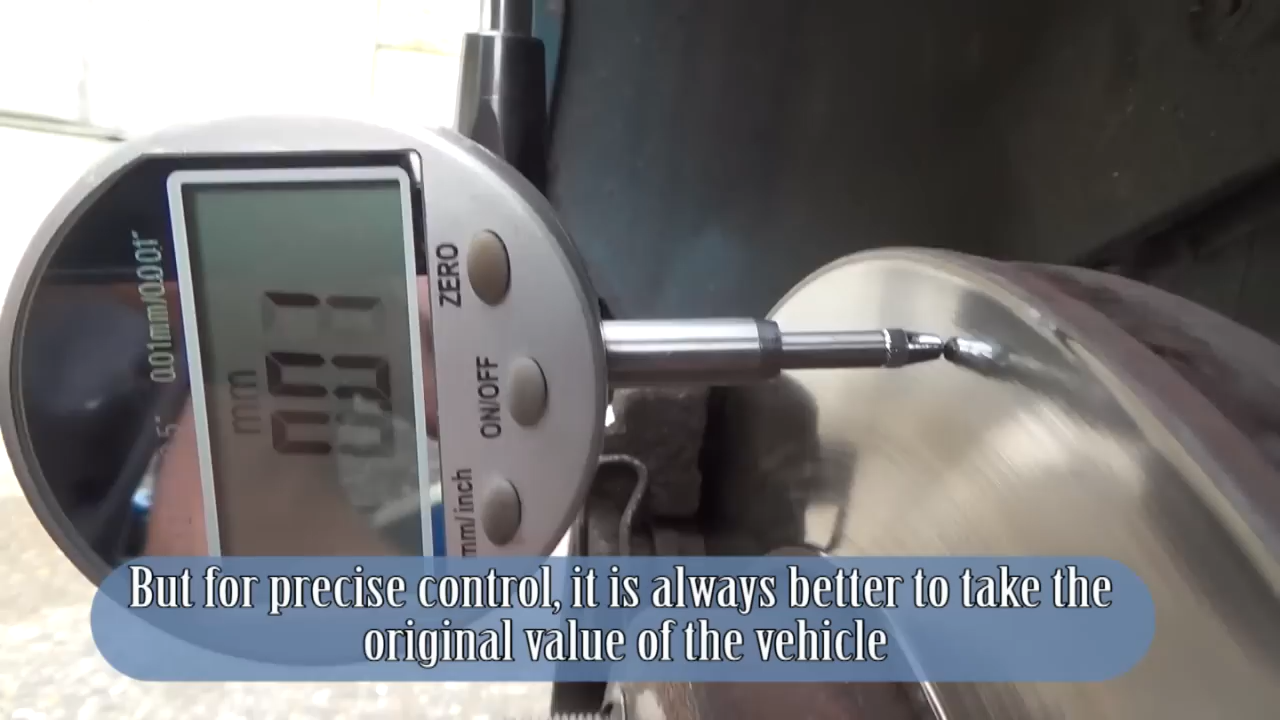 0.01mm/0.001"
mm
ZERO
ON/OFF
mm/inch
But for precise control, it is always better to take the
original value of the vehicle